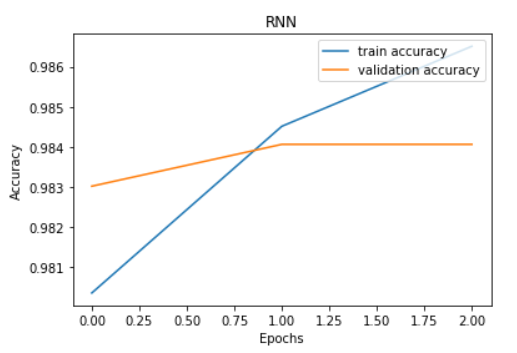 RNN
train accuracy
validation accuracy
0.986
0.985
0.984
0.983
0.982
0.981
Accuracy
0.00 0.25 0.50 0.75 1.00 1.25 1.50 1.75 2.00
Epochs